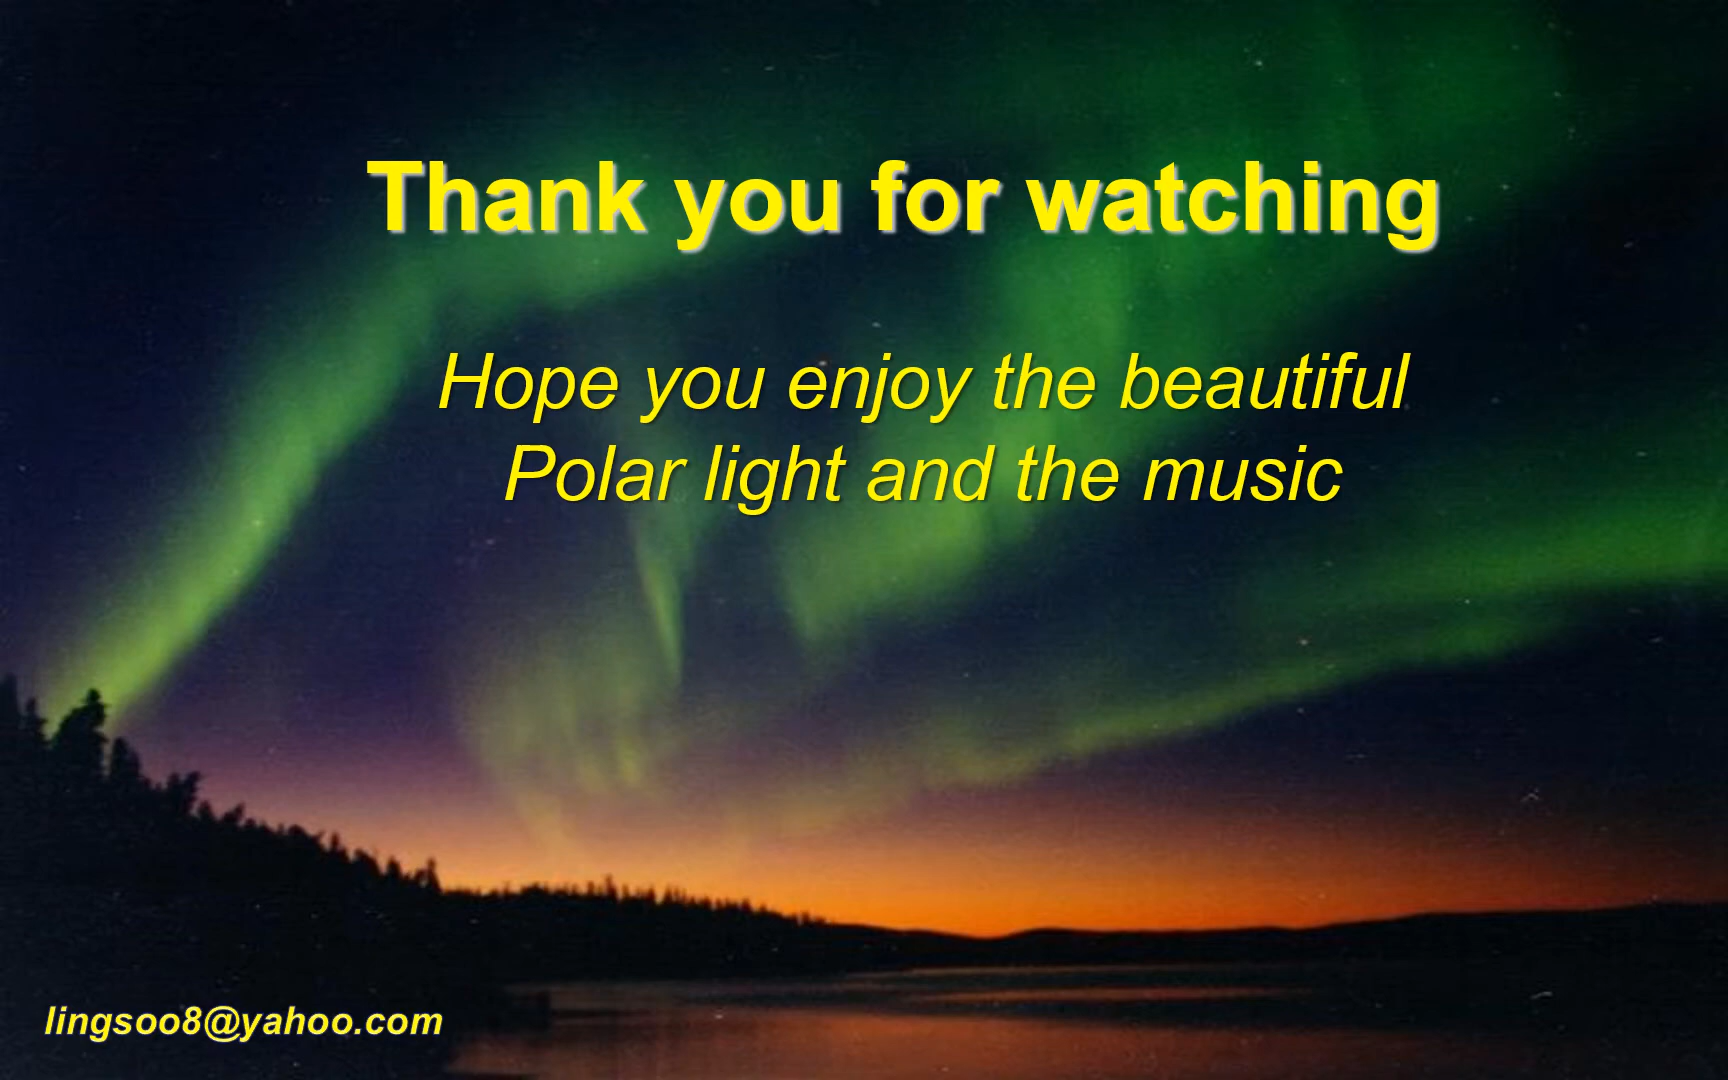 Thank you for watching
Hope you enjoy the beautiful
Polar light and the music
lingsoo8@yahoo.com